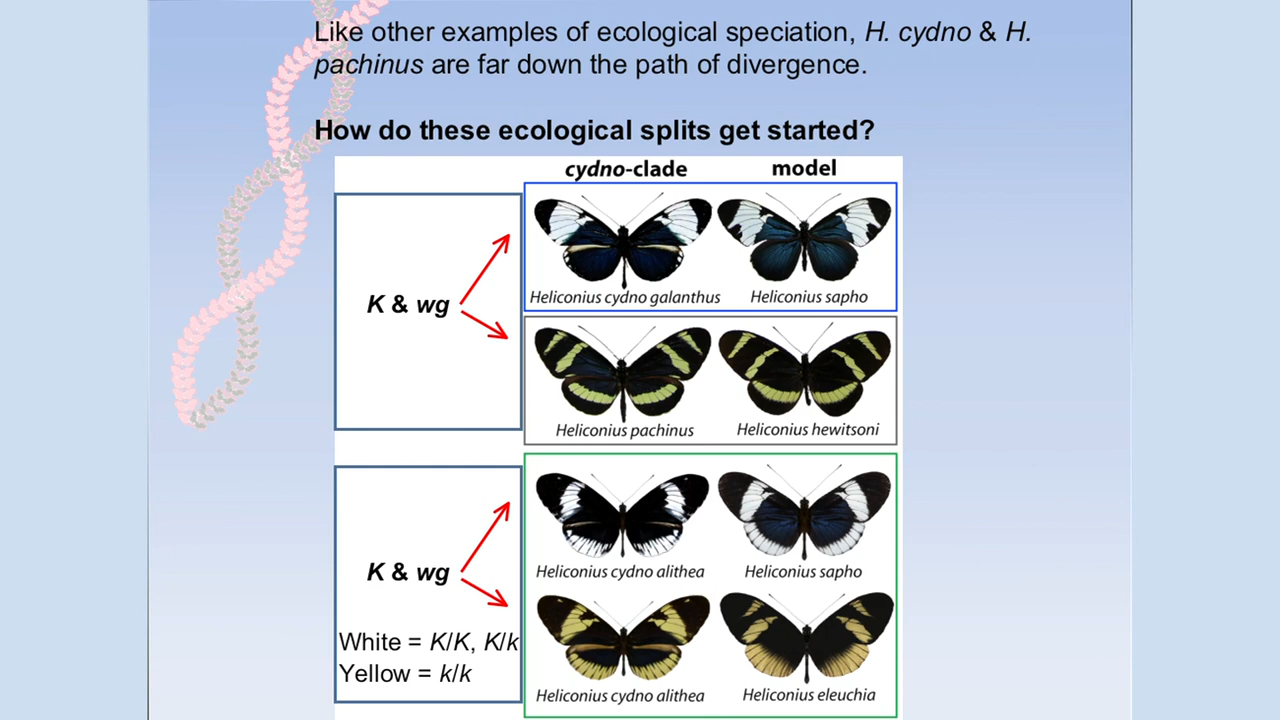 Like other examples of ecological speciation, H. cydno & H.
pachinus are far down the path of divergence.
How do these ecological splits get started?
cydno-clade model
K & wg
Heliconius cydno galanthus Heliconius sapho
Heliconius pachinus Heliconius hewitsoni
K & wg
Heliconius cydno alithea Heliconius sapho
White = K/K, K/k
Yellow = k/k
Heliconius cydno alithea Heliconius eleuchia